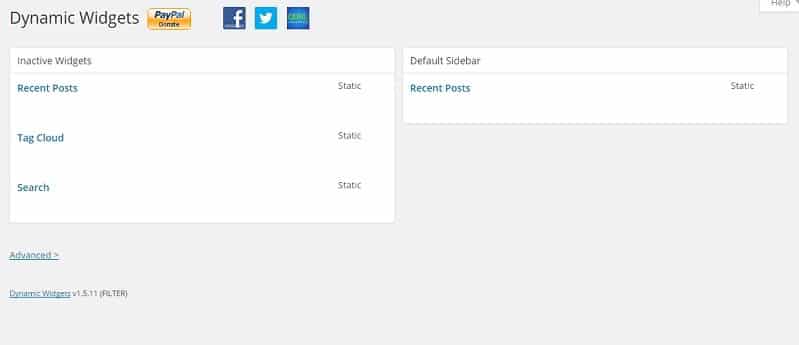 Help
Dynamic Widgets
PayPal
Donate
Inactive Widgets
Recent Posts Static
Tag Cloud Static
Search Static
Default Sidebar
Recent Posts Static
Advanced >
Dynamic Widgets v1.5.11 (FILTER)